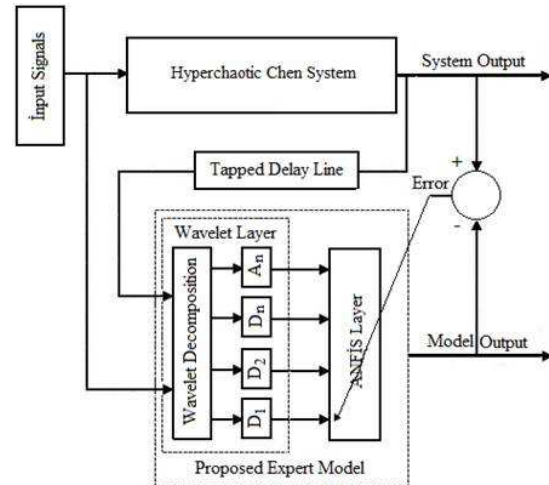 İnput Signals
Hyperchaotic Chen System
System Output
Tapped Delay Line
+
Error
-
Wavelet Layer
Wavelet Decomposition
An
Dn
D2
D1
ANFİS Layer
Model Output
Proposed Expert Model